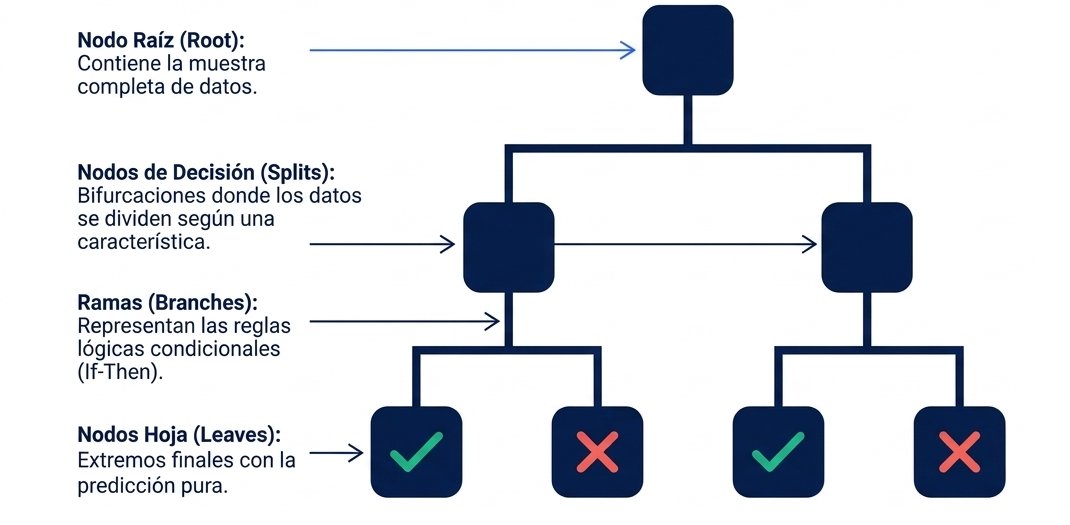 Nodo Raíz (Root):
Contiene la muestra
completa de datos.
Nodos de Decisión (Splits):
Bifurcaciones donde los datos
se dividen según una
característica.
Ramas (Branches):
Representan las reglas
lógicas condicionales
(If-Then).
Nodos Hoja (Leaves):
Extremos finales con la
predicción pura.